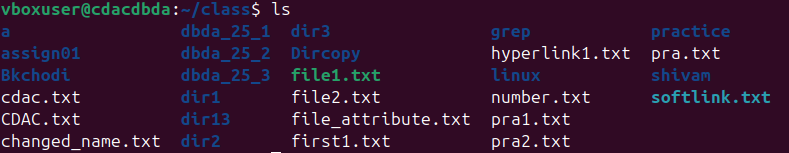 vboxuser@cdacdbda:~/class$ ls
a dbda_25_1 dir3 grep practice
assign01 dbda_25_2 Dircopy hyperlink1.txt pra.txt
Bkchodi dbda_25_3 file1.txt linux shivam
cdac.txt dir1 file2.txt number.txt softlink.txt
CDAC.txt dir13 file_attribute.txt pra1.txt
changed_name.txt dir2 first1.txt pra2.txt